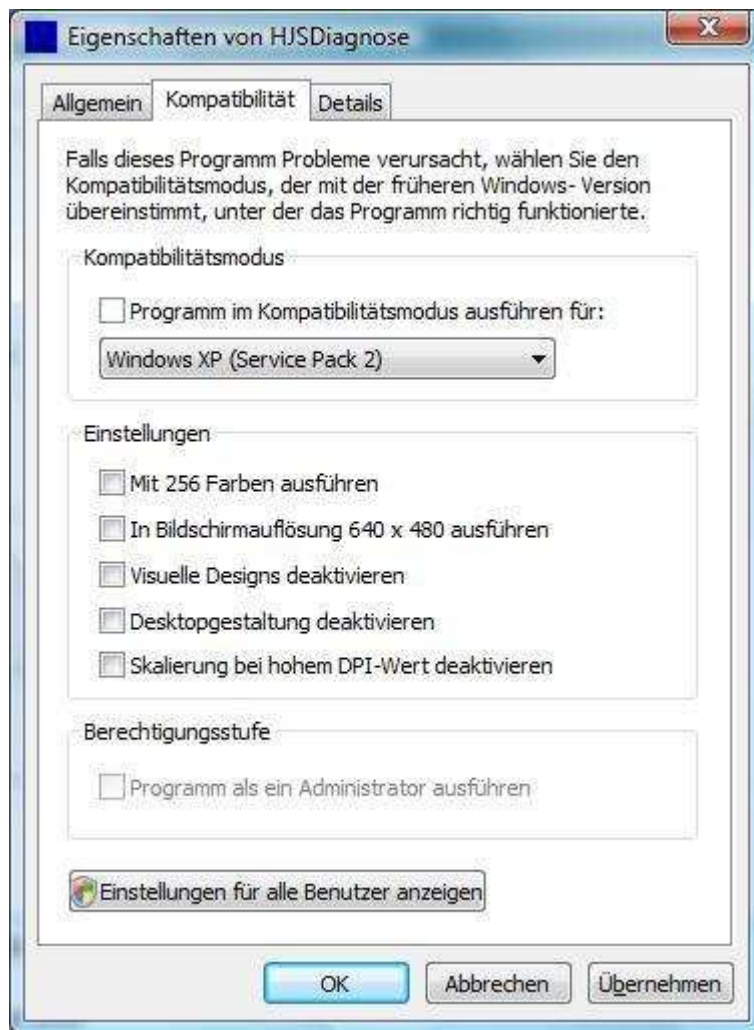 Eigenschaften von HJSDiagnose
Allgemein Kompatibilität Details
Falls dieses Programm Probleme verursacht, wählen Sie den
Kompatibilitätsmodus, der mit der früheren Windows- Version
übereinstimmt, unter der das Programm richtig funktionierte.
Kompatibilitätsmodus
Programm im Kompatibilitätsmodus ausführen für:
Windows XP (Service Pack 2)
Einstellungen
Mit 256 Farben ausführen
In Bildschirmauflösung 640 x 480 ausführen
Visuelle Designs deaktivieren
Desktopgestaltung deaktivieren
Skalierung bei hohem DPI-Wert deaktivieren
Berechtigungsstufe
Programm als ein Administrator ausführen
Einstellungen für alle Benutzer anzeigen
OK Abbrechen Übernehmen